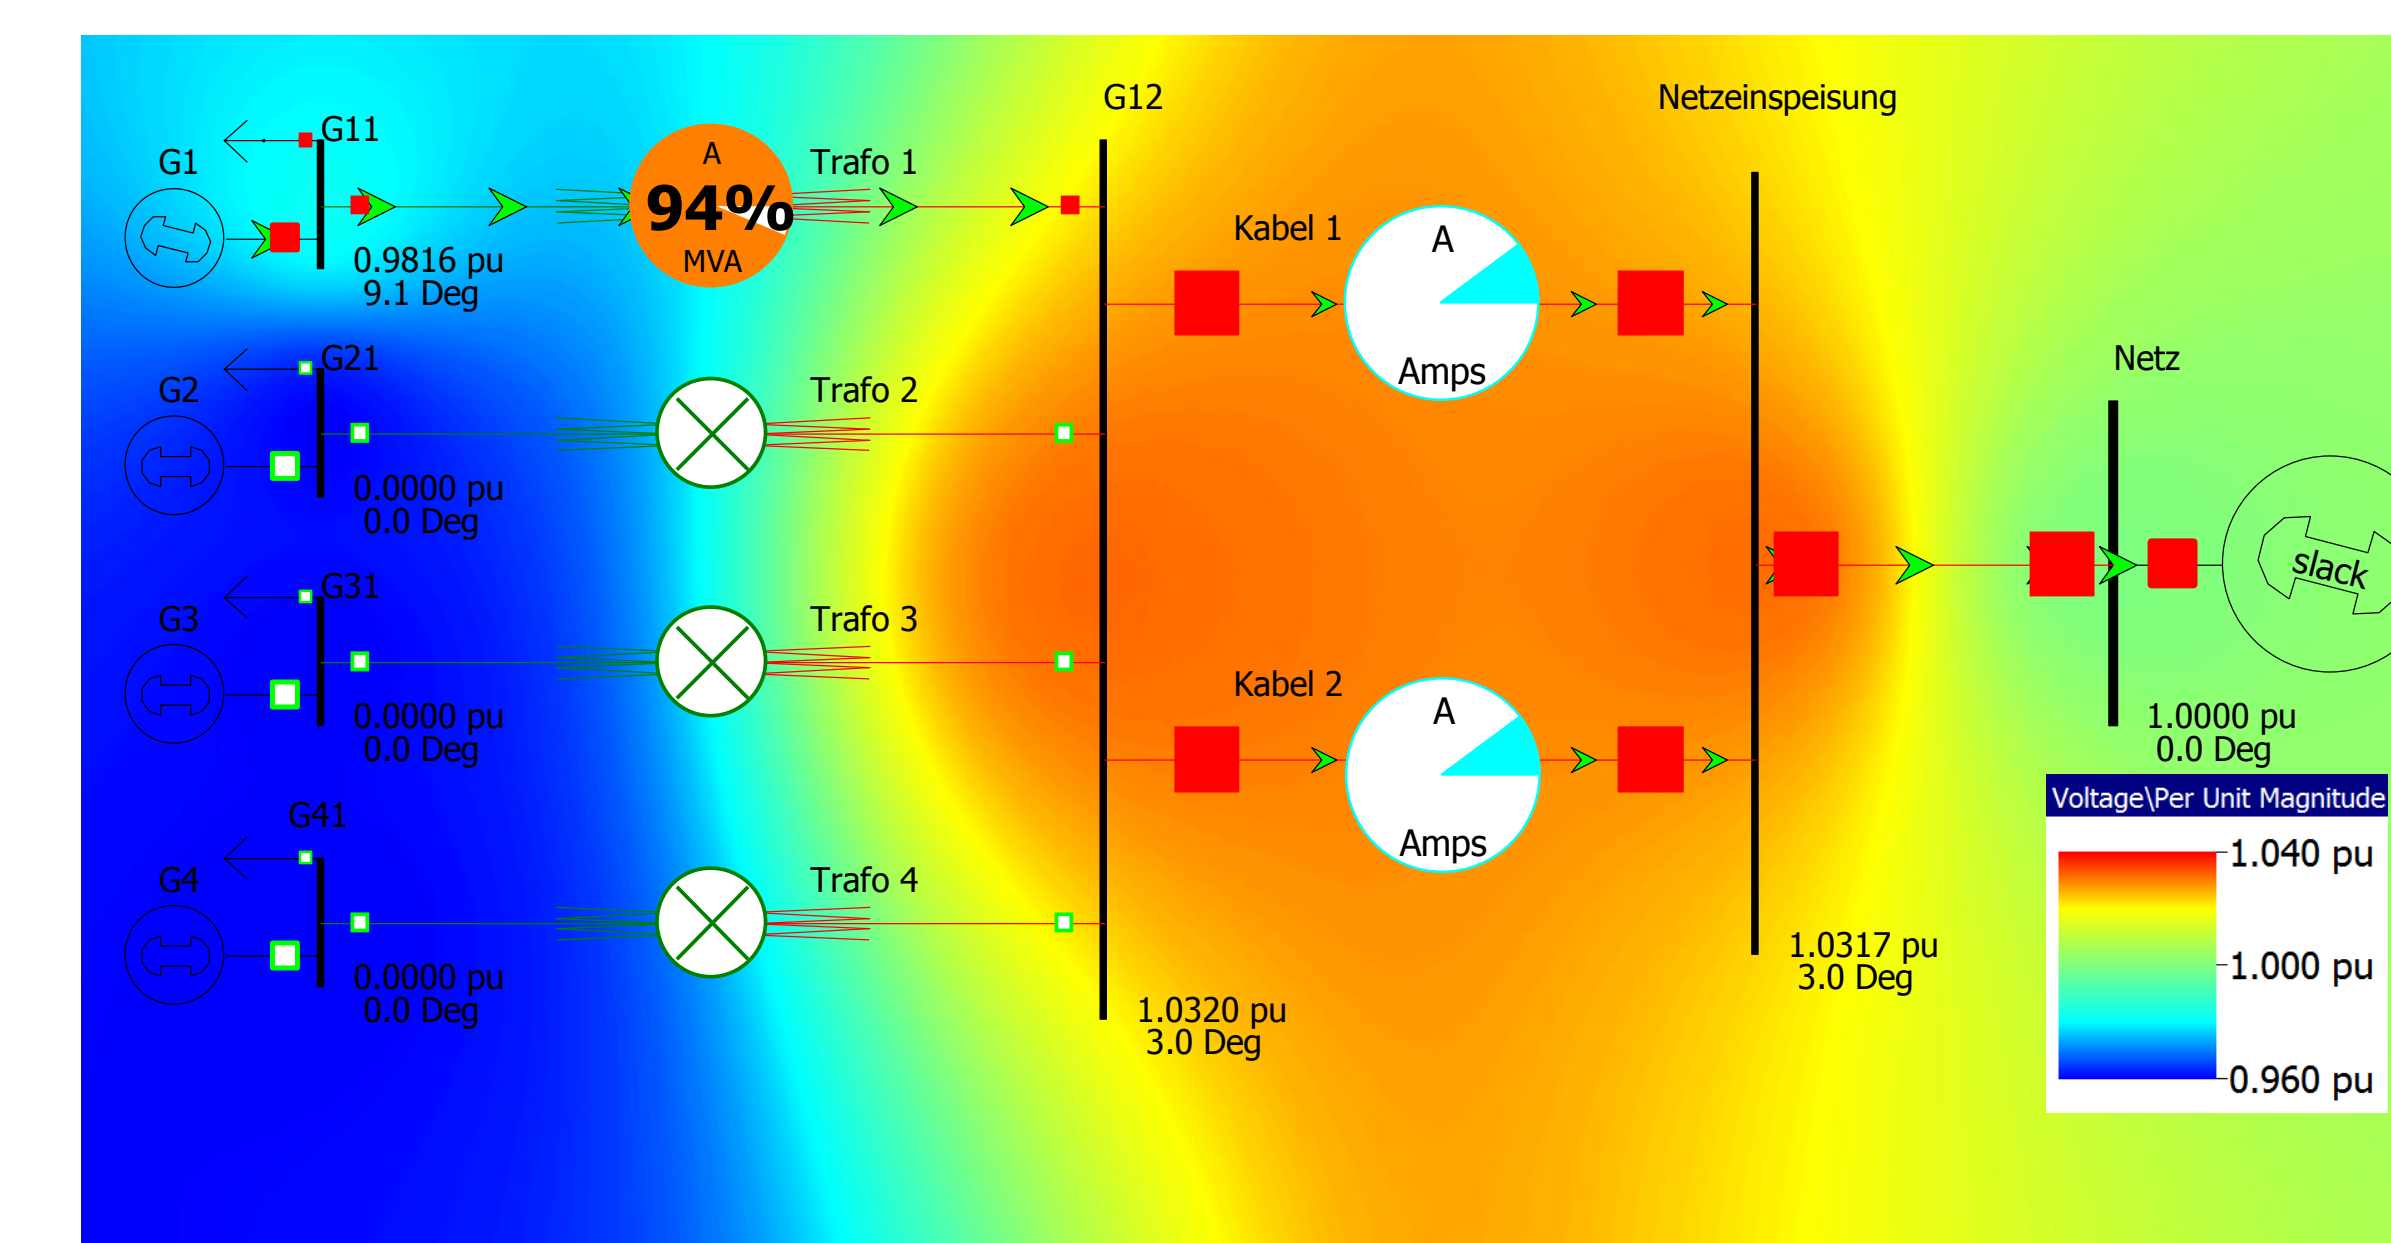 G12
Netzeinspeisung
G11
G1
A
94%
MVA
Trafo 1
0.9816 pu
9.1 Deg
Kabel 1
A
Amps
G21
G2
Trafo 2
0.0000 pu
0.0 Deg
Netz
slack
G31
G3
Trafo 3
0.0000 pu
0.0 Deg
Kabel 2
A
Amps
1.0000 pu
0.0 Deg
G41
G4
Trafo 4
0.0000 pu
0.0 Deg
1.0320 pu
3.0 Deg
1.0317 pu
3.0 Deg
Voltage\Per Unit Magnitude
1.040 pu
1.000 pu
0.960 pu